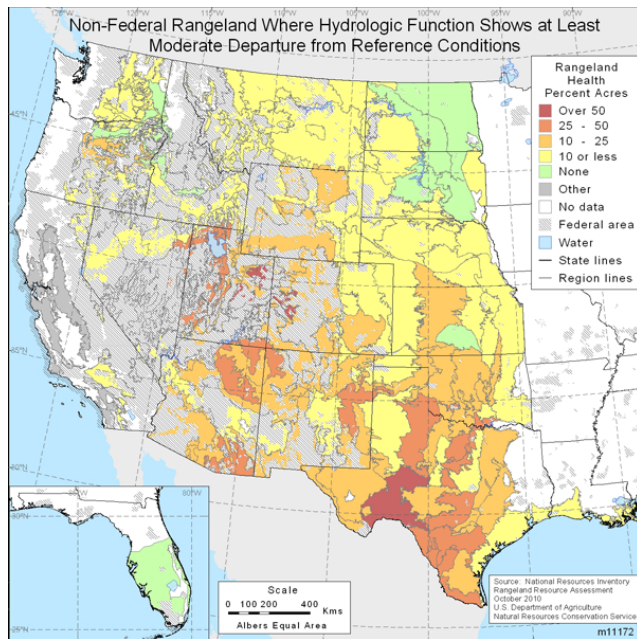 Non-Federal Rangeland Where Hydrologic Function Shows at Least
Moderate Departure from Reference Conditions
Rangeland
Health
Percent Acres
Over 50
25 - 50
10 - 25
10 or less
None
Other
No data
Federal area
Water
State lines
Region lines
Scale
0 100 200 400 Kms
Albers Equal Area
Source: National Resources Inventory
Rangeland Resource Assessment
October 2010
U.S. Department of Agriculture
Natural Resources Conservation Service
m11172